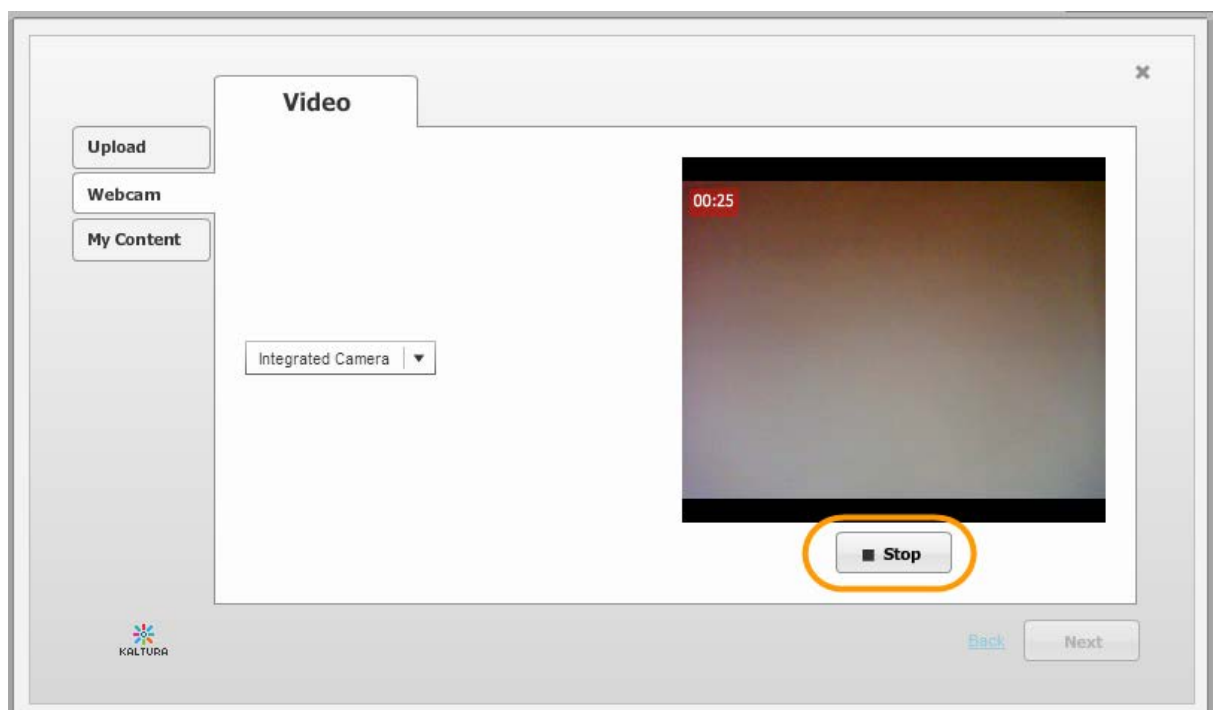 Video
Upload
Webcam
My Content
00:25
Integrated Camera
Stop
KALTURA
Back
Next